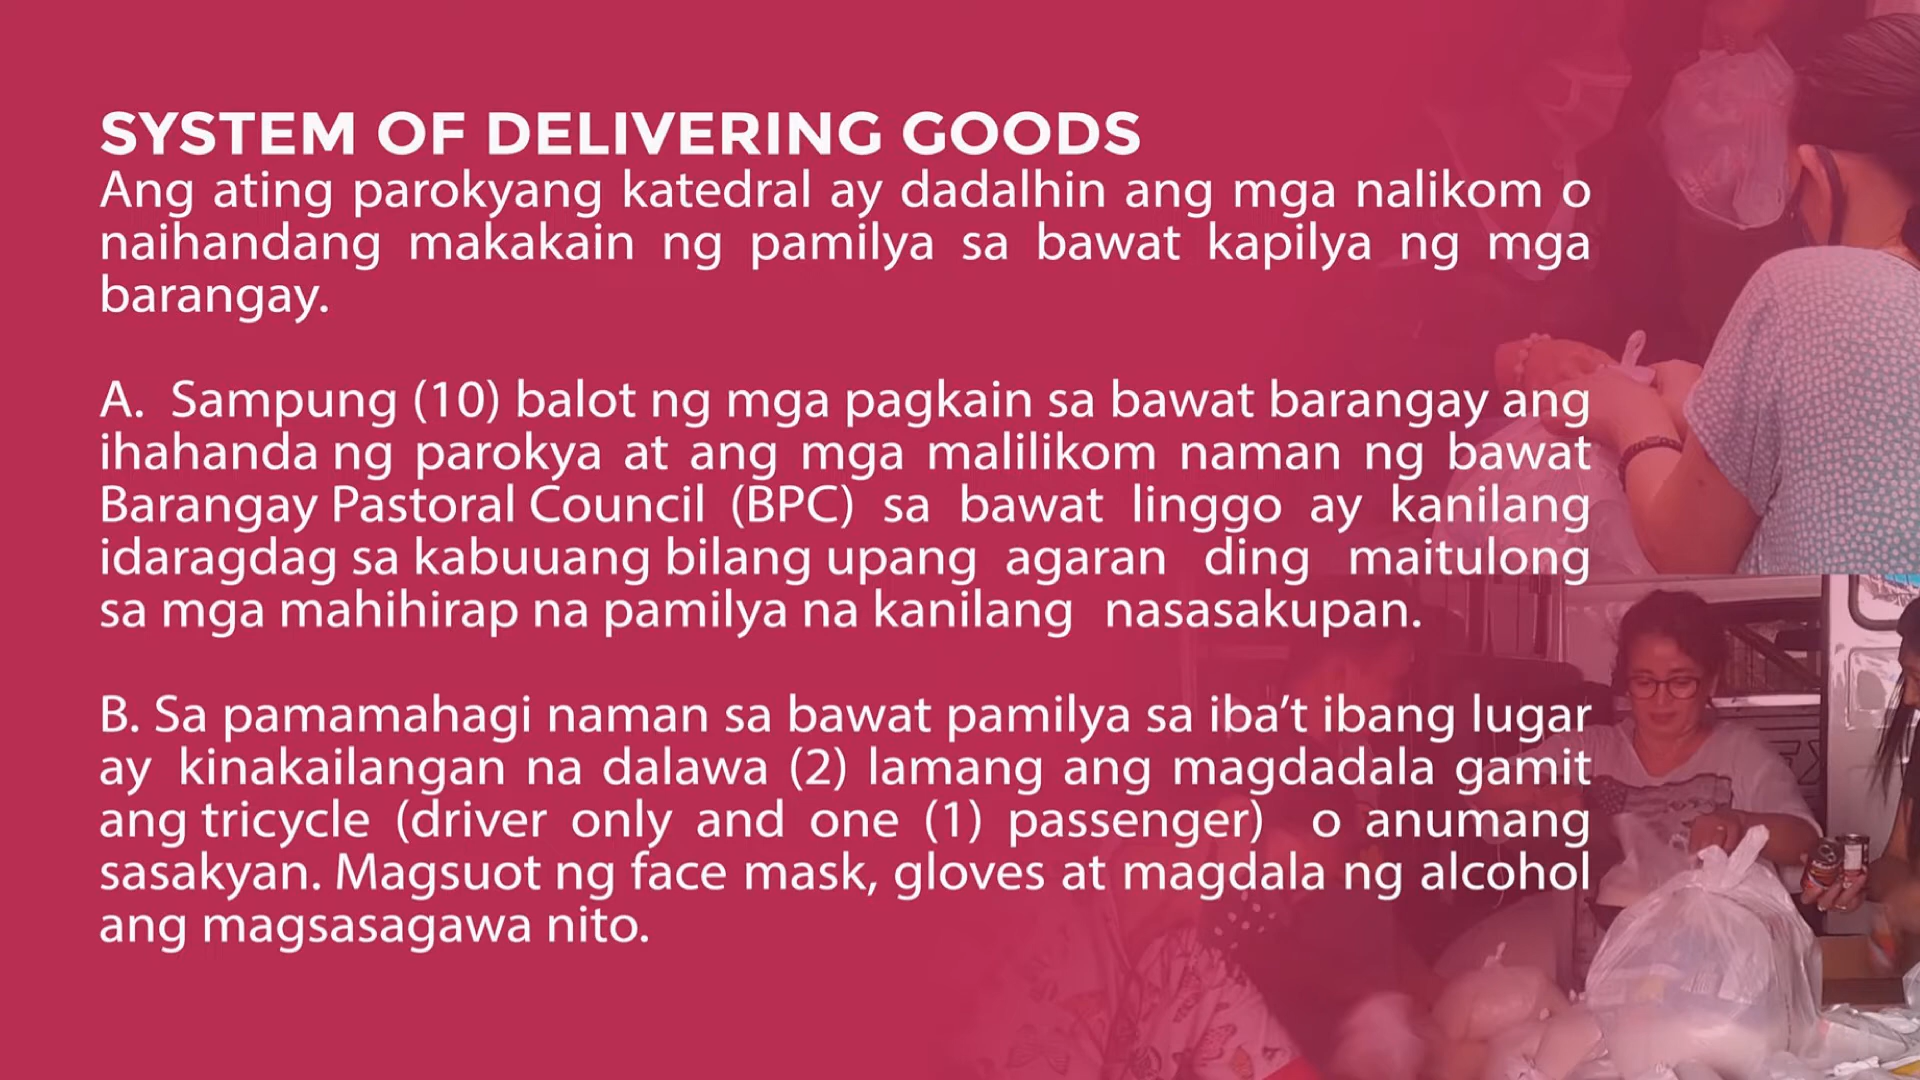 SYSTEM OF DELIVERING GOODS
Ang ating parokyang katedral ay dadalhin ang mga nalikom o
naihandang makakain ng pamilya sa bawat kapilya ng mga
barangay.
A. Sampung (10) balot ng mga pagkain sa bawat barangay ang
ihahanda ng parokya at ang mga malilikom naman ng bawat
Barangay Pastoral Council (BPC) sa bawat linggo ay kanilang
idaragdag sa kabuuang bilang upang agaran ding maitulong
sa mga mahihirap na pamilya na kanilang nasasakupan.
B. Sa pamamahagi naman sa bawat pamilya sa iba't ibang lugar
ay kinakailangan na dalawa (2) lamang ang magdadala gamit
ang tricycle (driver only and one (1) passenger) o anumang
sasakyan. Magsuot ng face mask, gloves at magdala ng alcohol
ang magsasagawa nito.